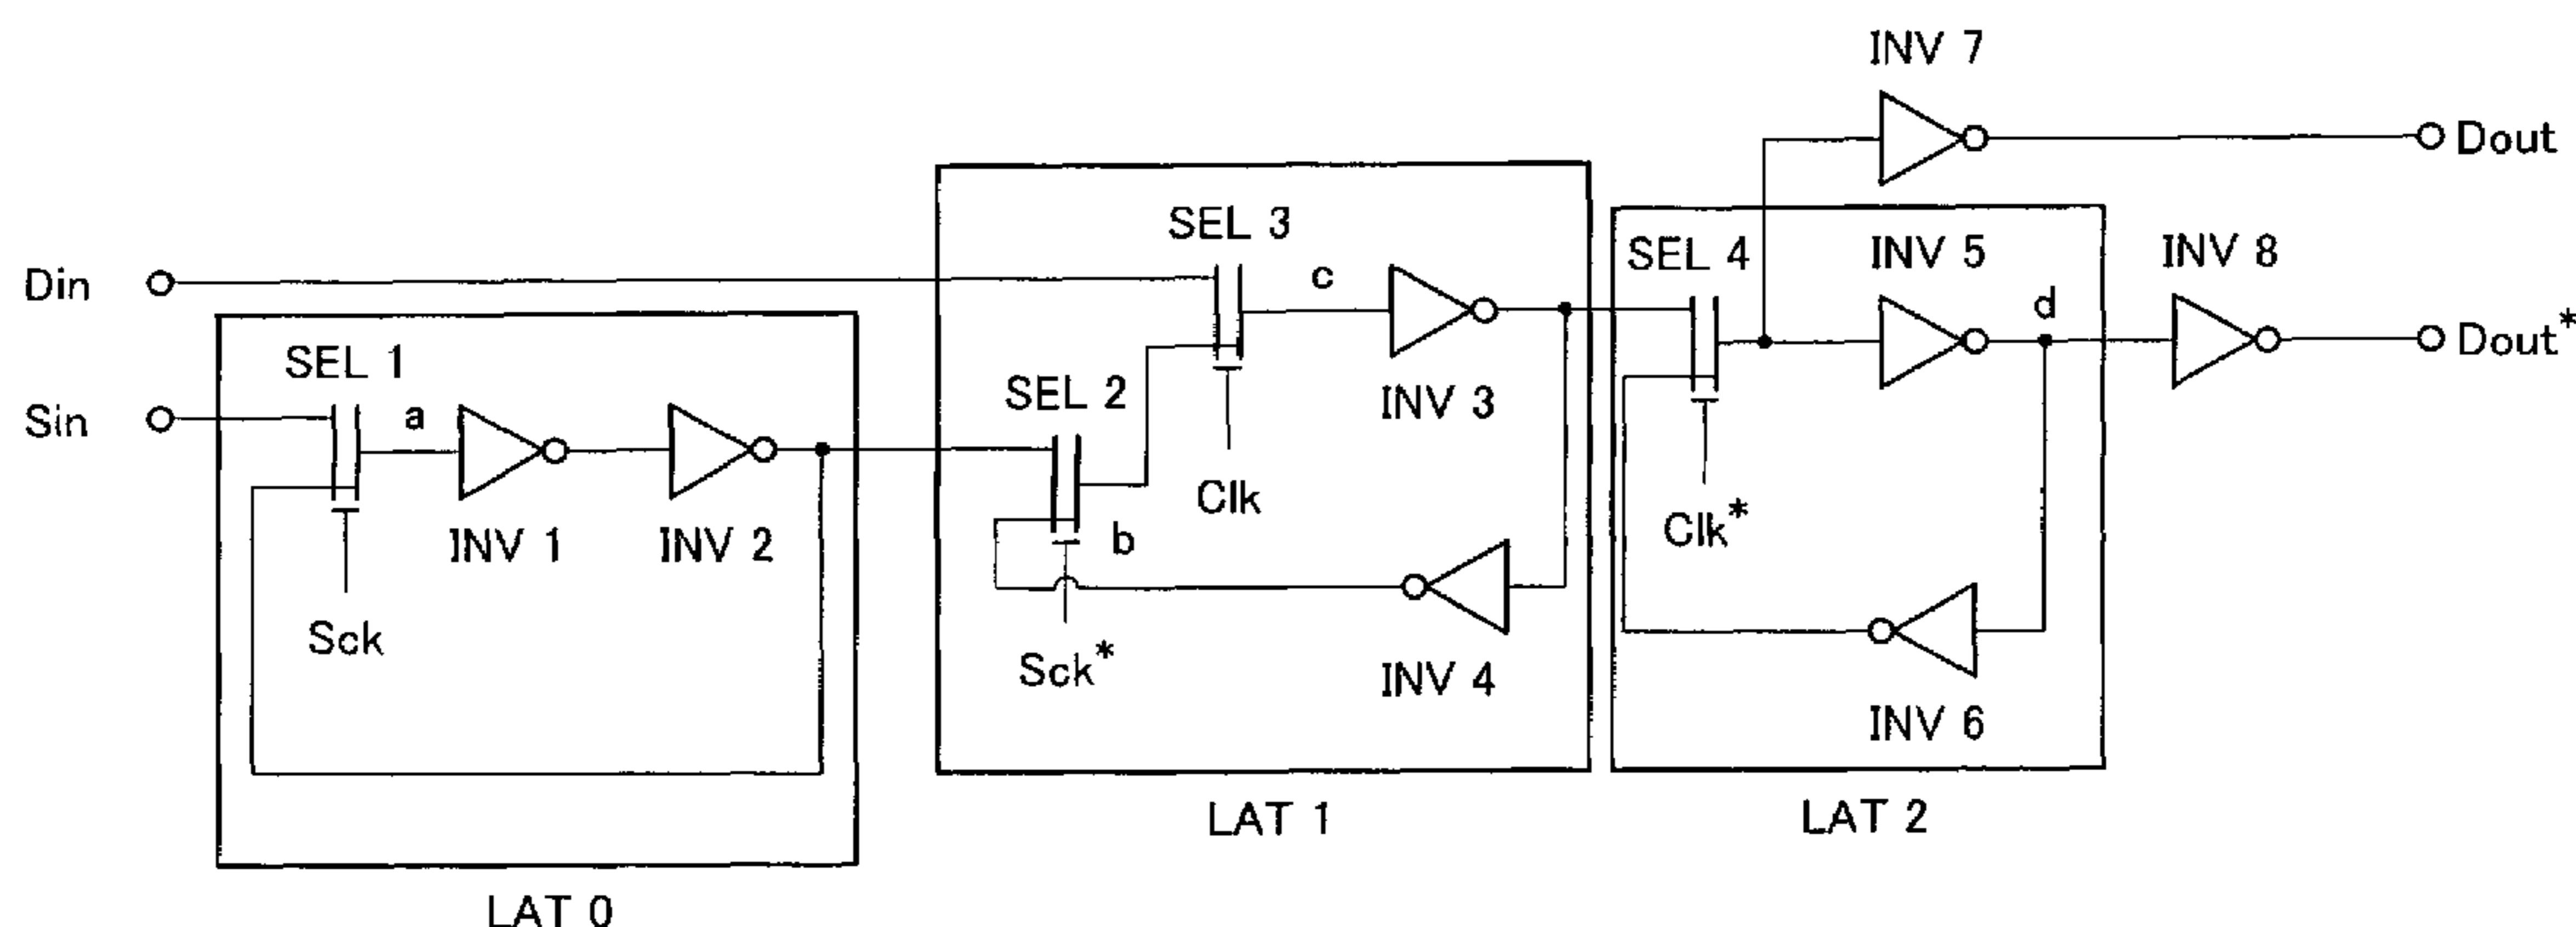 INV 7
Dout
SEL 3
SEL 4
INV 5
INV 8
Din
c
d
Dout*
SEL 1
SEL 2
INV 3
Sin
a
Clk
Clk*
INV 1
INV 2
b
Sck
Sck*
INV 4
INV 6
LAT 1
LAT 2
LAT 0